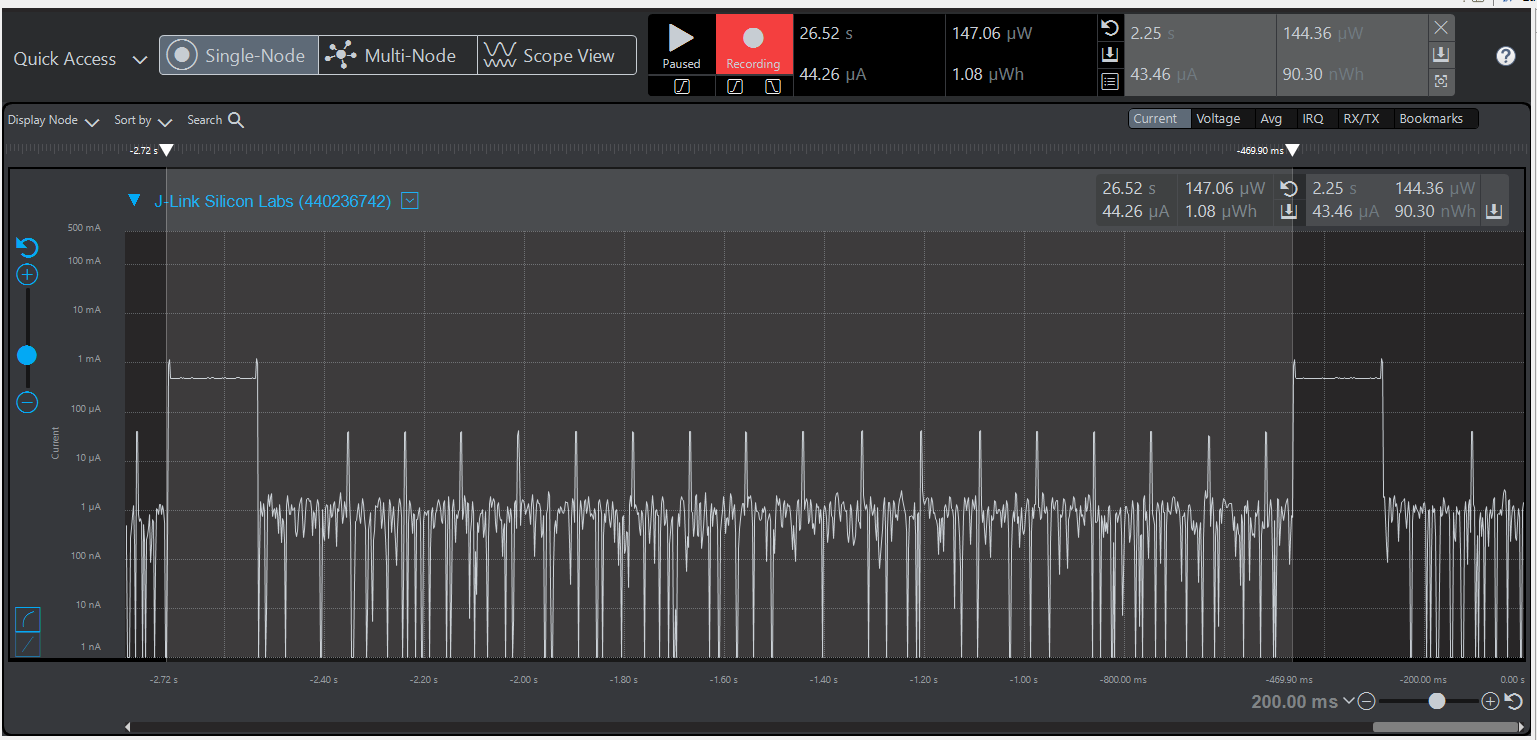 Quick Access
Single-Node
Multi-Node
Scope View
Paused
Recording
26.52 s
147.06 µW
44.26 µA
1.08 µWh
2.25 s
144.36 µW
43.46 µA
90.30 nWh
?
Display Node
Sort by
Search
Current
Voltage
Avg
IRQ
RX/TX
Bookmarks
-2.72 s
-469.90 ms
J-Link Silicon Labs (440236742)
26.52 s
147.06 µW
2.25 s
144.36 µW
44.26 µA
1.08 µWh
43.46 µA
90.30 nWh
500 mA
100 mA
10 mA
1 mA
100 µA
10 µA
1 µA
100 nA
10 nA
1 nA
Current
-2.72 s
-2.40 s
-2.20 s
-2.00 s
-1.80 s
-1.60 s
-1.40 s
-1.20 s
-1.00 s
-800.00 ms
-469.90 ms
-200.00 ms
0.00 s
200.00 ms